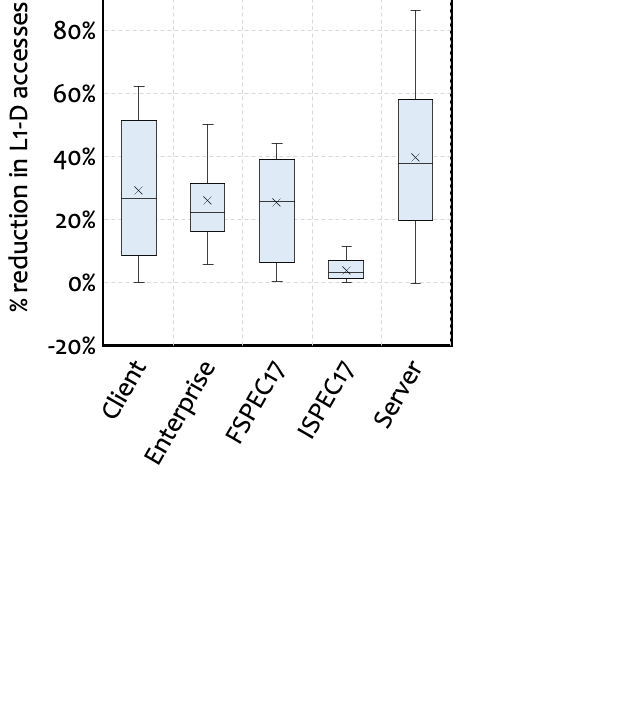 % reduction in L1-D accesses
80%
60%
40%
20%
0%
-20%
Client
Enterprise
FSPEC17
ISPEC17
Server